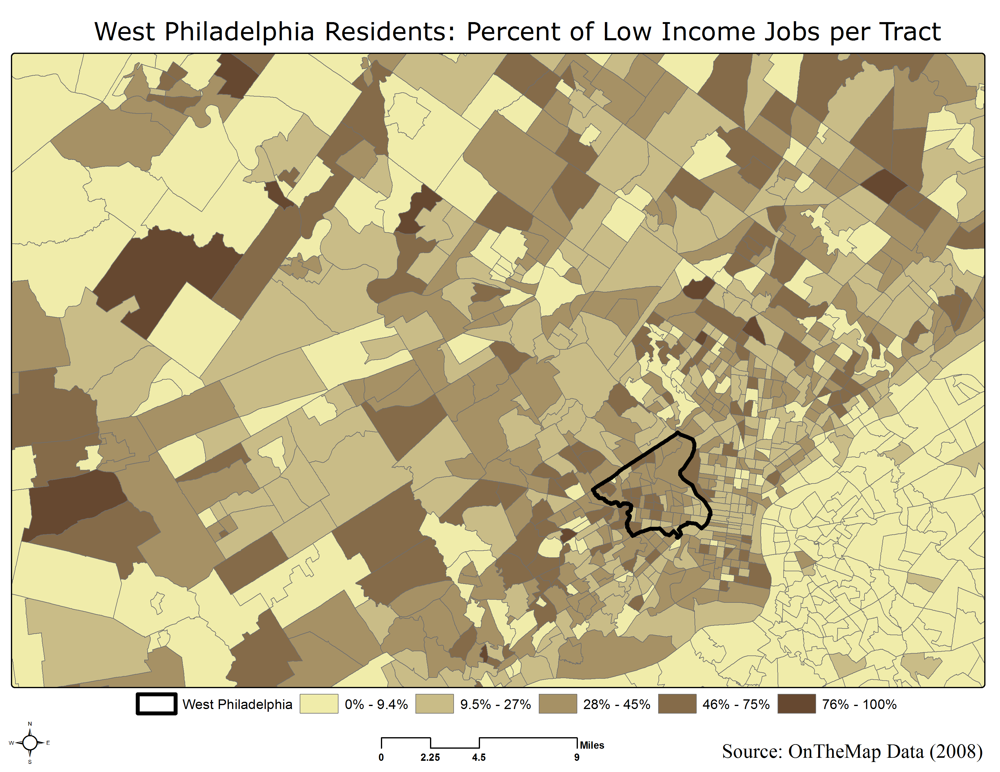 West Philadelphia Residents: Percent of Low Income Jobs per Tract
West Philadelphia 0% - 9.4% 9.5% - 27% 28% - 45% 46% - 75% 76% - 100%
N
W E
S
Miles
0 2.25 4.5 9
Source: OnTheMap Data (2008)